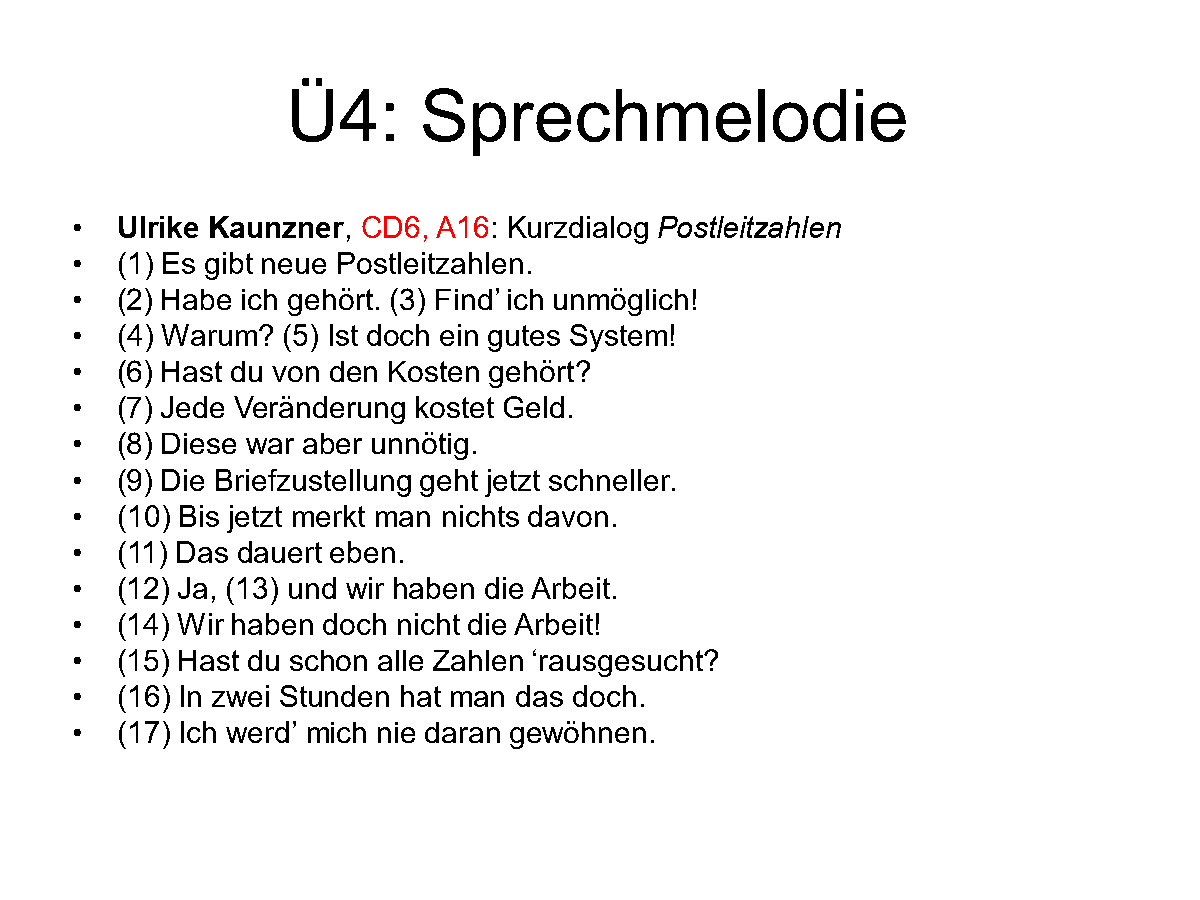 Ü4: Sprechmelodie
• Ulrike Kaunzner, CD6, A16: Kurzdialog Postleitzahlen
• (1) Es gibt neue Postleitzahlen.
• (2) Habe ich gehört. (3) Find’ ich unmöglich!
• (4) Warum? (5) Ist doch ein gutes System!
• (6) Hast du von den Kosten gehört?
• (7) Jede Veränderung kostet Geld.
• (8) Diese war aber unnötig.
• (9) Die Briefzustellung geht jetzt schneller.
• (10) Bis jetzt merkt man nichts davon.
• (11) Das dauert eben.
• (12) Ja, (13) und wir haben die Arbeit.
• (14) Wir haben doch nicht die Arbeit!
• (15) Hast du schon alle Zahlen ‘rausgesucht?
• (16) In zwei Stunden hat man das doch.
• (17) Ich werd’ mich nie daran gewöhnen.